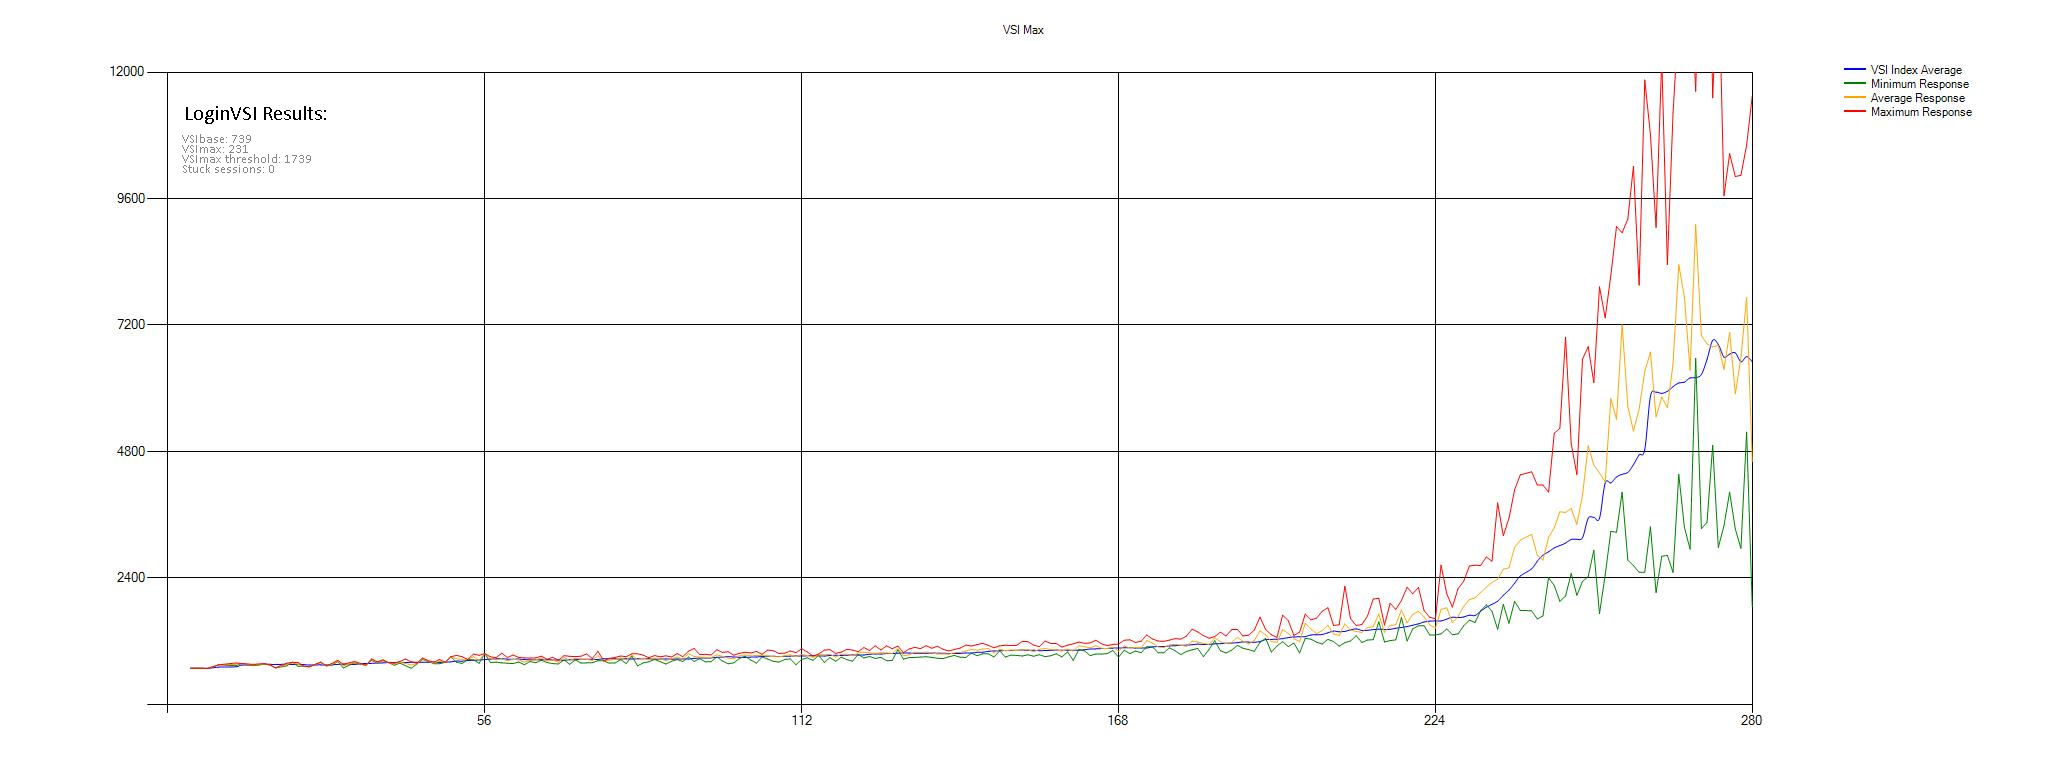 VSI Max
12000
9600
7200
4800
2400
56
112
168
224
280
LoginVSI Results:
VSIbase: 739
VSImax: 231
VSImax threshold: 1739
Stuck sessions: 0
VSI Index Average
Minimum Response
Average Response
Maximum Response